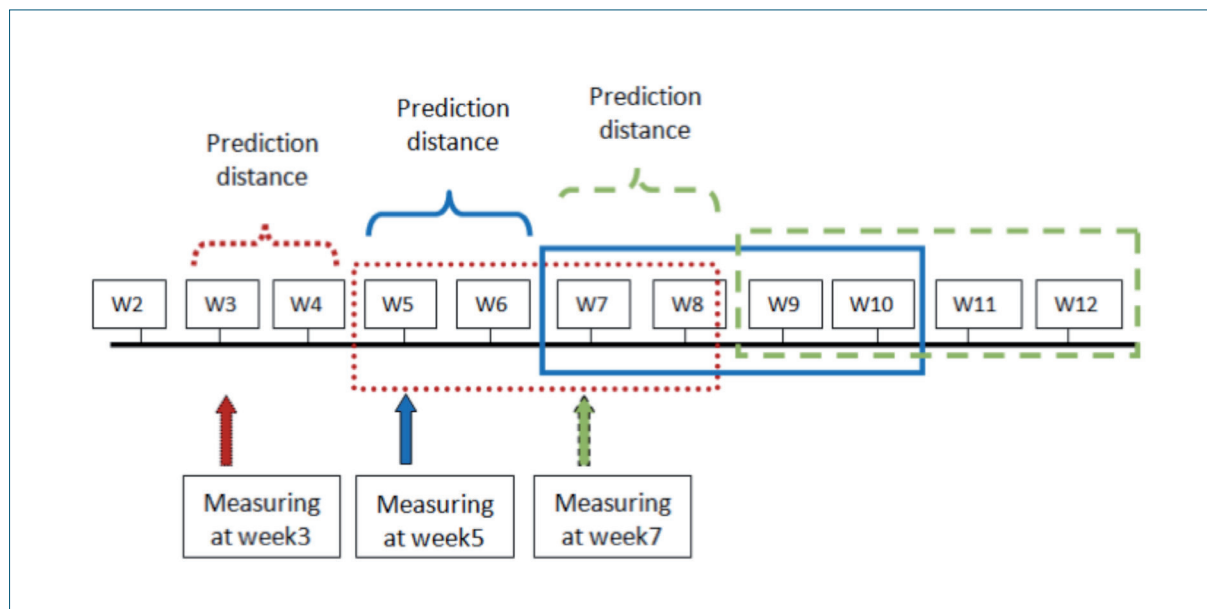 Prediction
distance
Prediction
distance
Prediction
distance
W2
W3
W4
W5
W6
W7
W8
W9
W10
W11
W12
Measuring
at week3
Measuring
at week5
Measuring
at week7